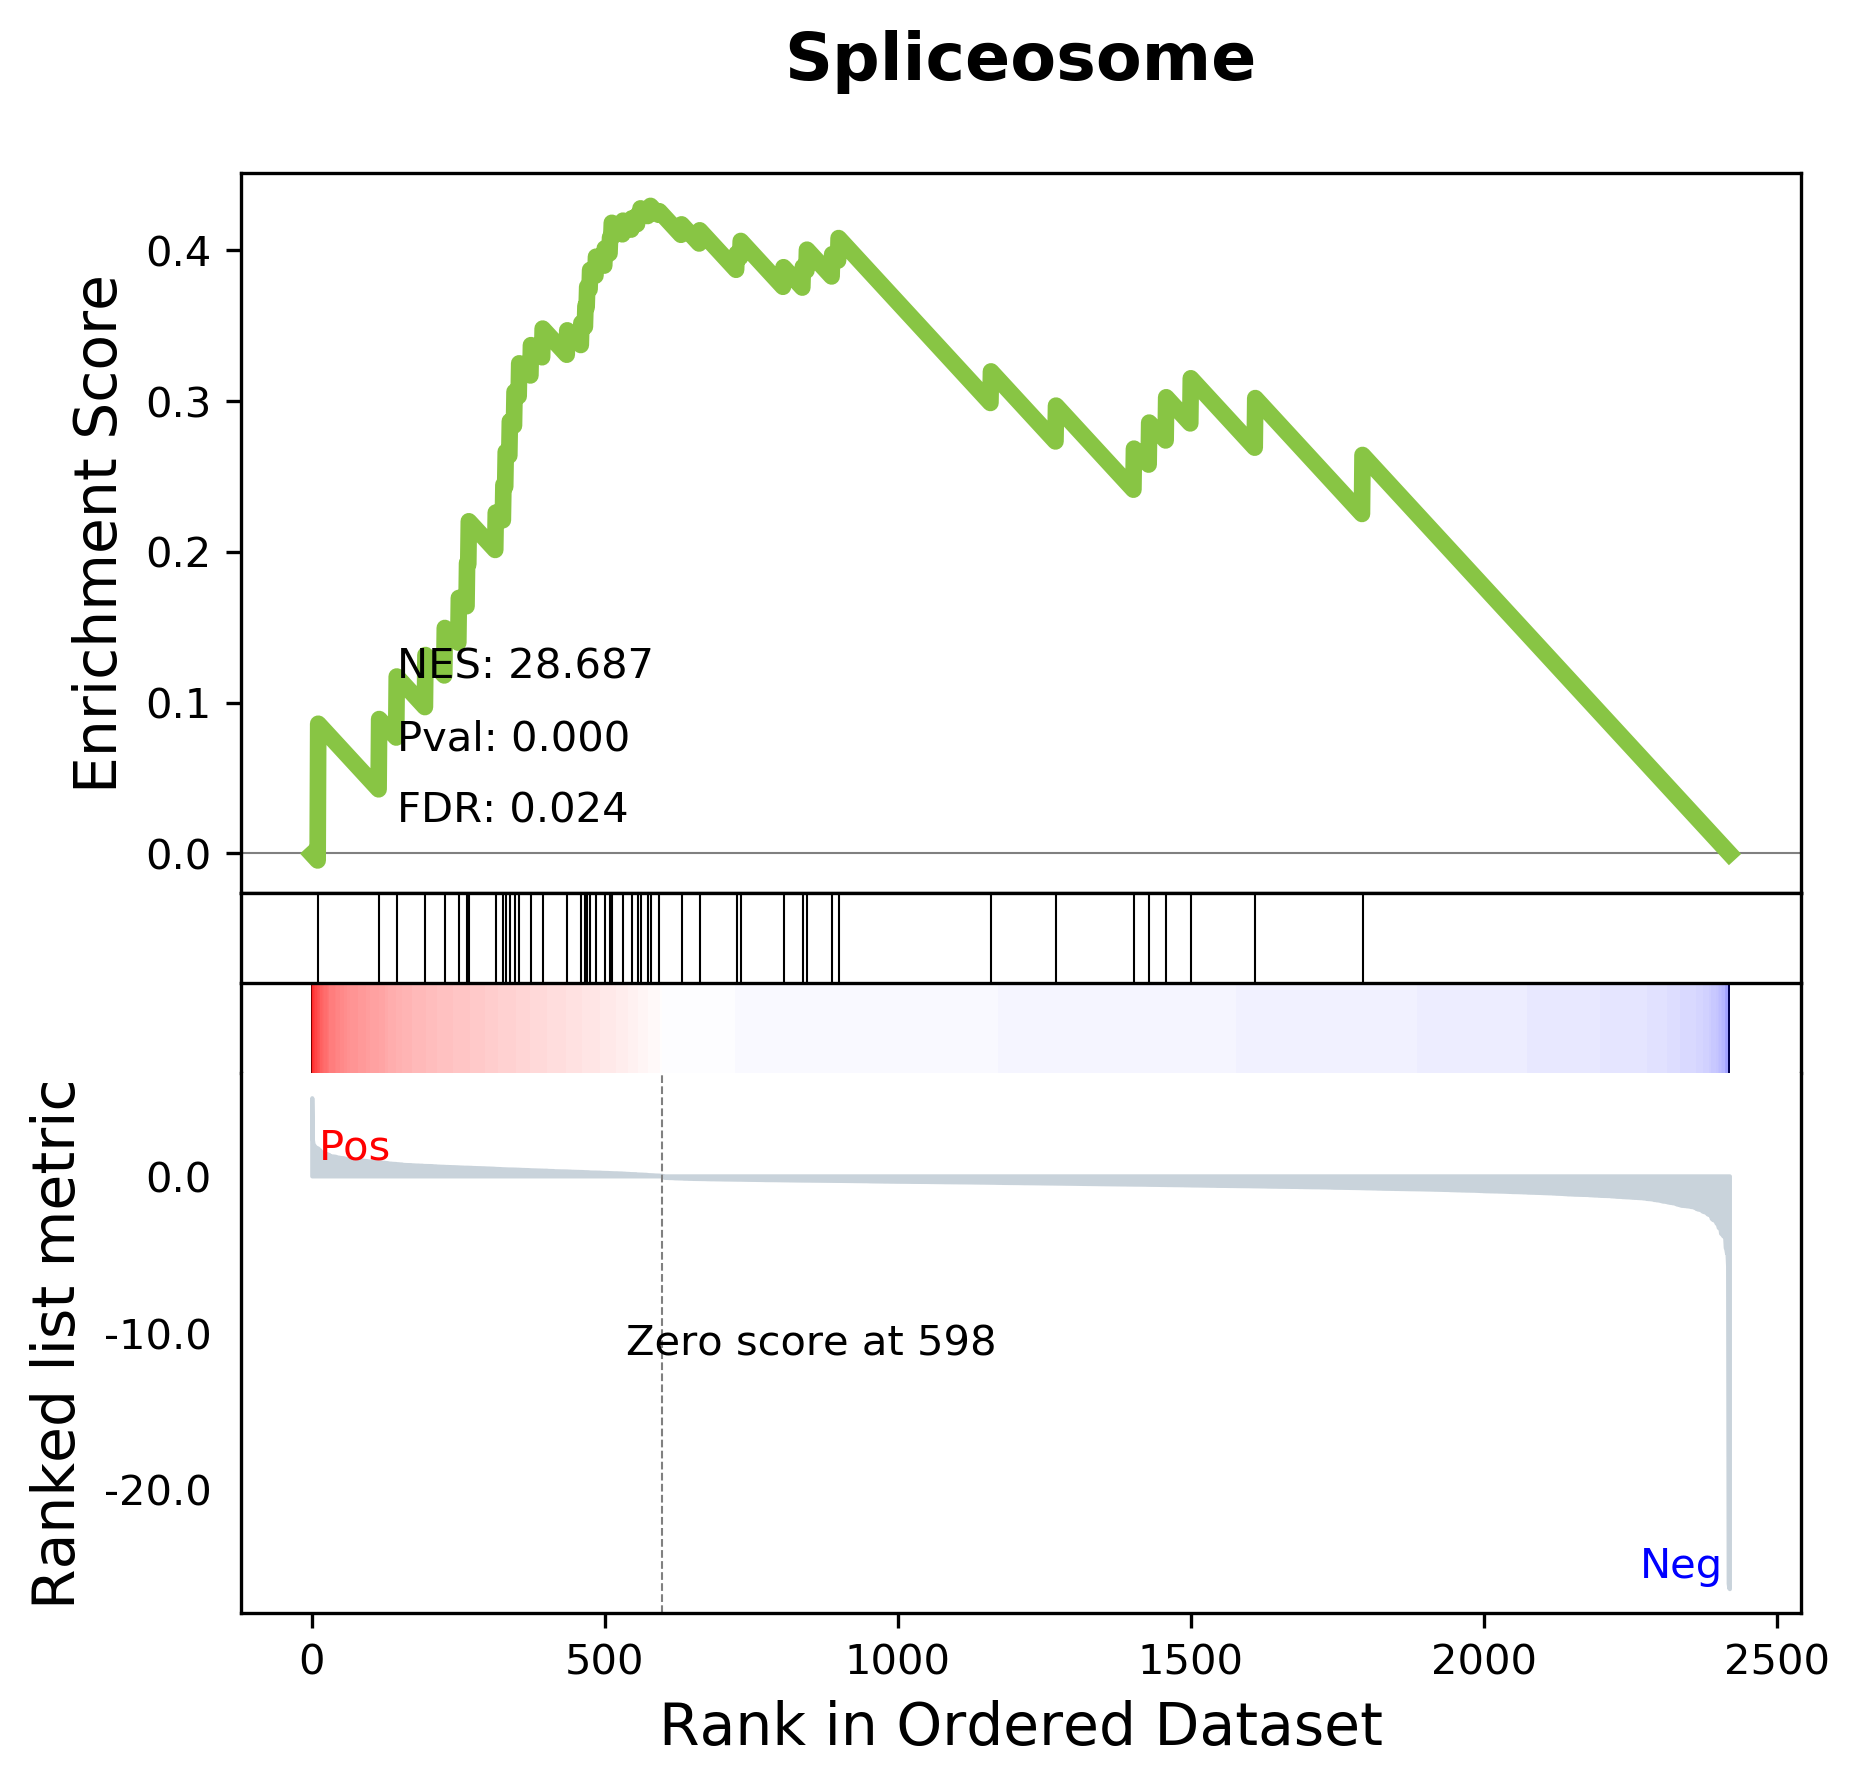 Spliceosome
Enrichment Score
0.4
0.3
0.2
0.1
0.0
NES: 28.687
Pval: 0.000
FDR: 0.024
Ranked list metric
0.0
-10.0
-20.0
Pos
Zero score at 598
Neg
0 500 1000 1500 2000 2500
Rank in Ordered Dataset